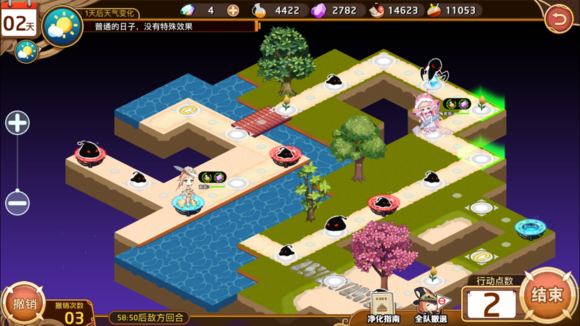 02天
1天后天气变化
普通的日子,没有特殊效果
4
4422
2782
14623
11053
撤销
撤销次数
03
58:50后敌方回合
净化指南
全队撤退
行动点数
2
结束